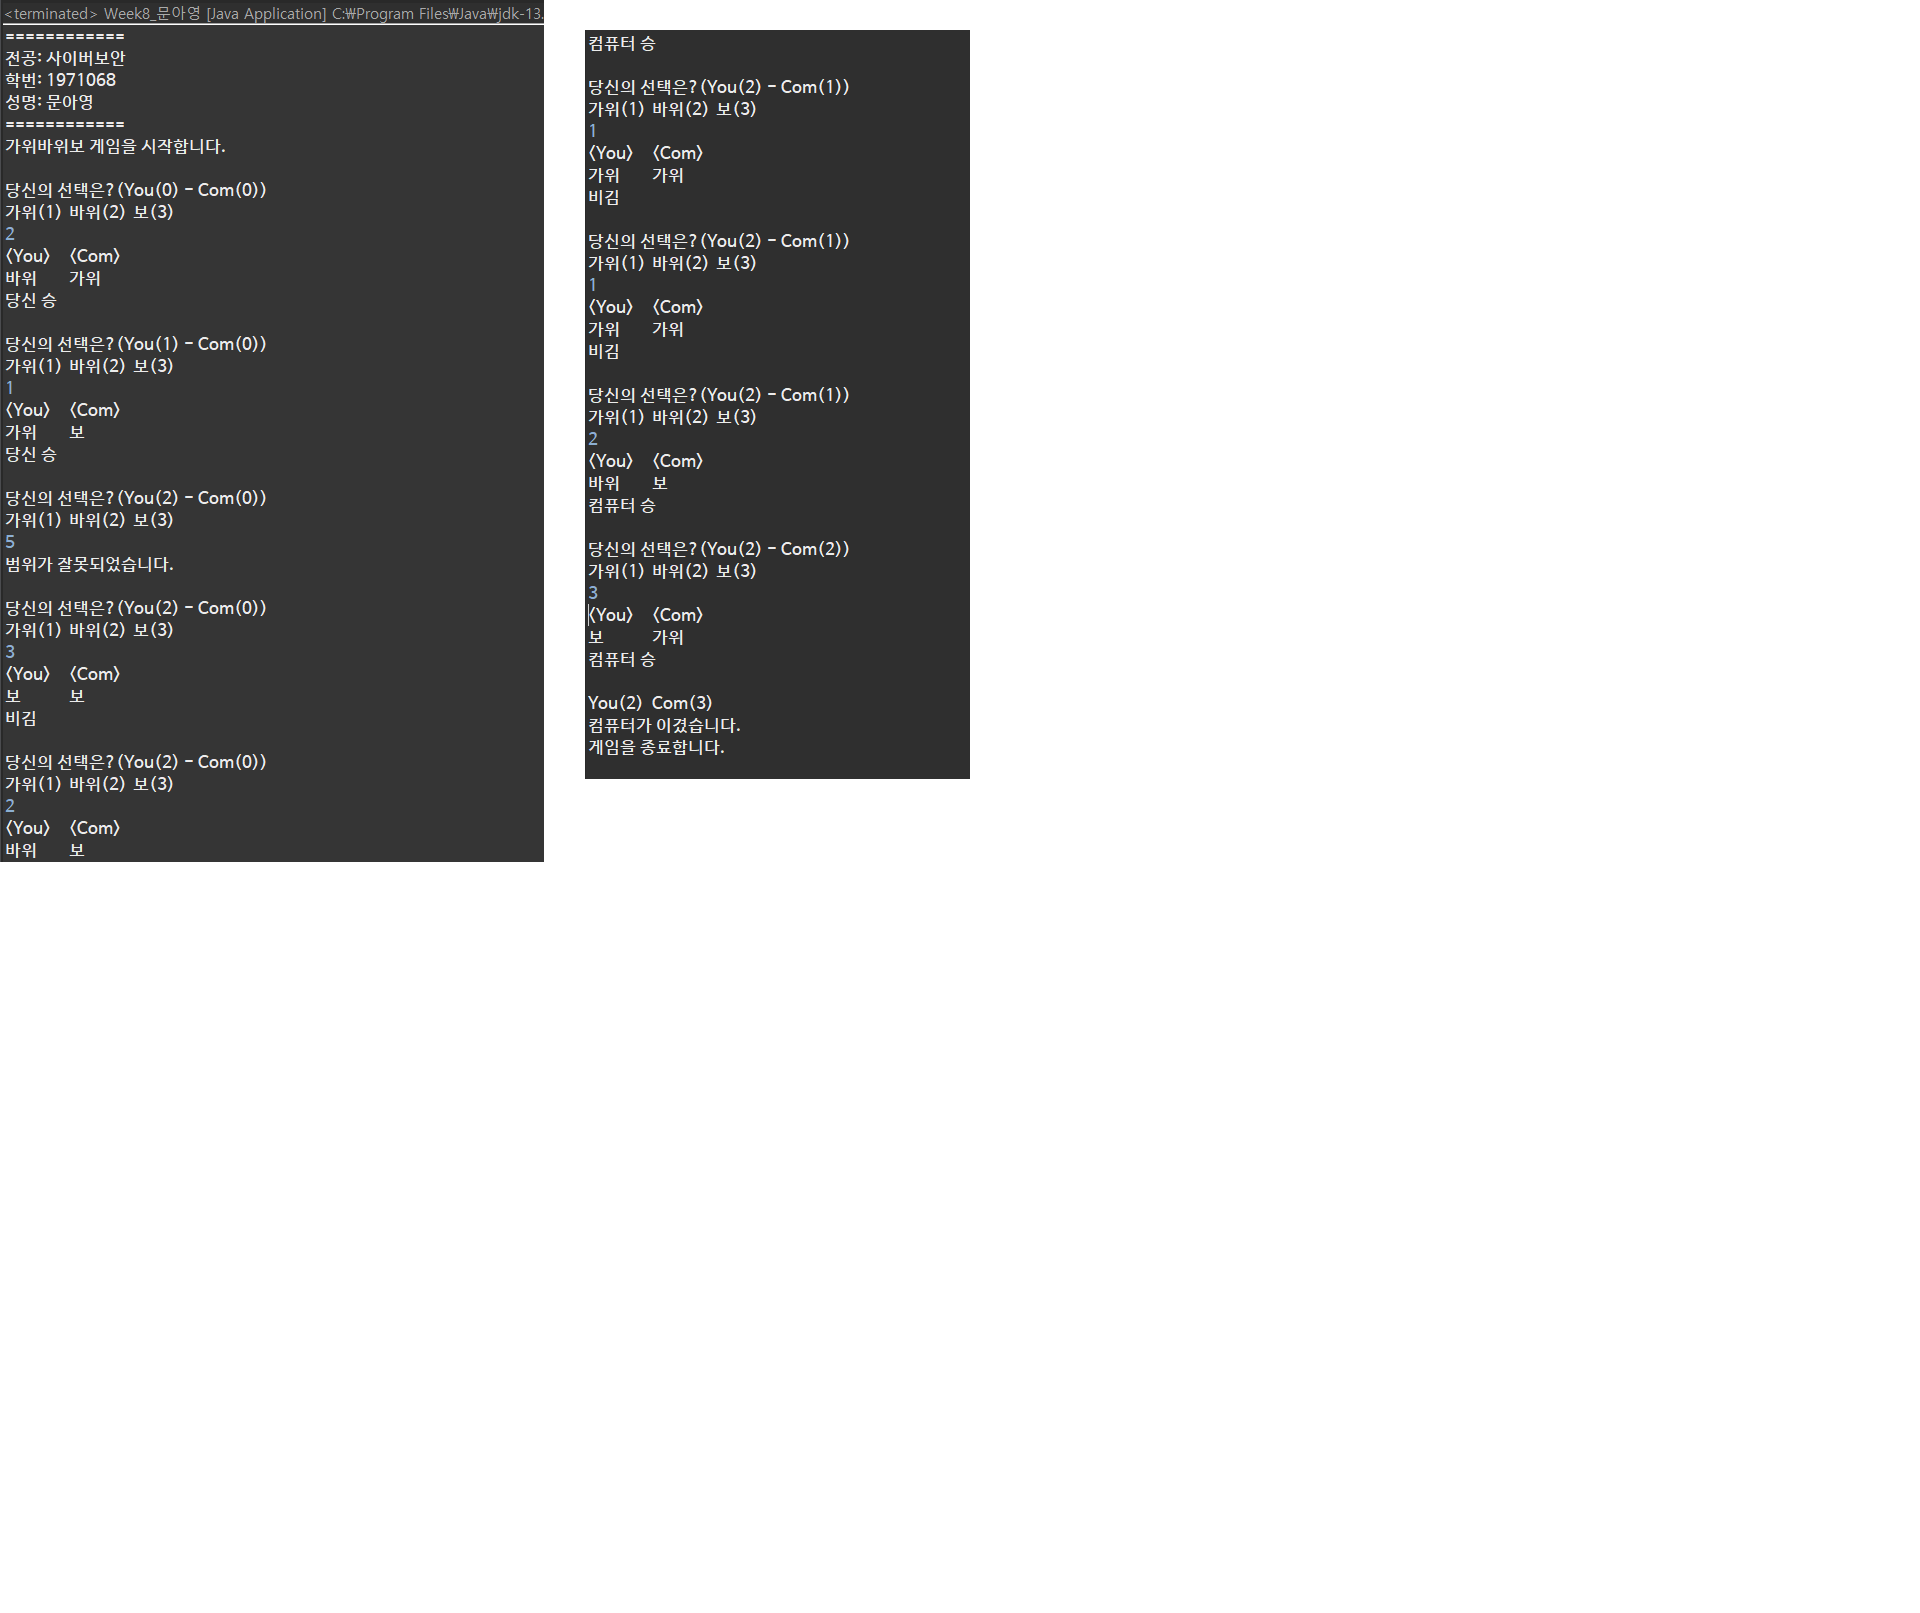 <terminated> Week8_문아영 [Java Application] C:₩Program Files₩Java₩jdk-13.
============
전공: 사이버보안
학번: 1971068
성명: 문아영
============
가위바위보 게임을 시작합니다.
당신의 선택은? (You(0) - Com(0))
가위(1) 바위(2) 보(3)
2
<You> <Com>
바위 가위
당신 승
당신의 선택은? (You(1) - Com(0))
가위(1) 바위(2) 보(3)
1
<You> <Com>
가위 보
당신 승
당신의 선택은? (You(2) - Com(0))
가위(1) 바위(2) 보(3)
5
범위가 잘못되었습니다.
당신의 선택은? (You(2) - Com(0))
가위(1) 바위(2) 보(3)
3
<You> <Com>
보 보
비김
당신의 선택은? (You(2) - Com(0))
가위(1) 바위(2) 보(3)
2
<You> <Com>
바위 보
컴퓨터 승
당신의 선택은? (You(2) - Com(1))
가위(1) 바위(2) 보(3)
1
<You> <Com>
가위 가위
비김
당신의 선택은? (You(2) - Com(1))
가위(1) 바위(2) 보(3)
1
<You> <Com>
가위 가위
비김
당신의 선택은? (You(2) - Com(1))
가위(1) 바위(2) 보(3)
2
<You> <Com>
바위 보
컴퓨터 승
당신의 선택은? (You(2) - Com(2))
가위(1) 바위(2) 보(3)
3
<You> <Com>
보 가위
컴퓨터 승
You(2) Com(3)
컴퓨터가 이겼습니다.
게임을 종료합니다.